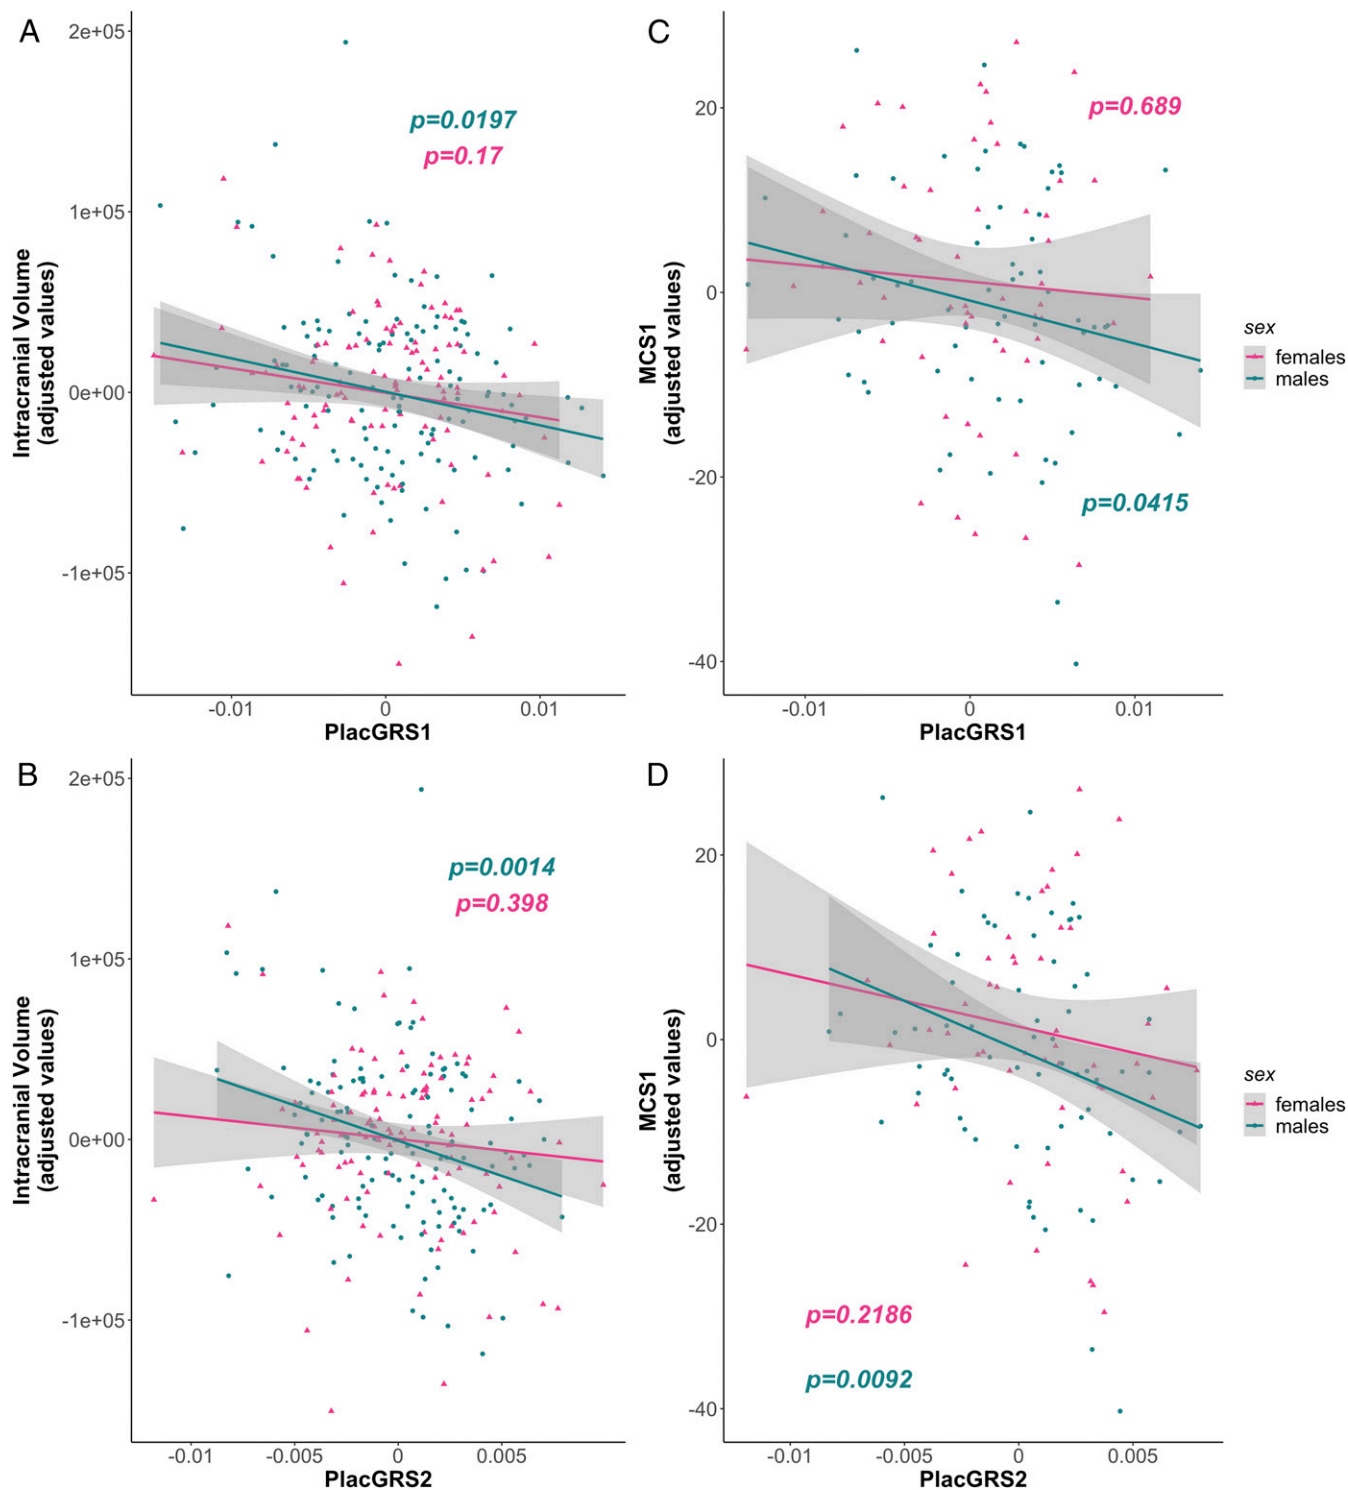 A
2e+05
p=0.0197
p=0.17
1e+05
0e+00
-1e+05
Intracranial Volume
(adjusted values)
-0.01
0
0.01
PlacGRS1
C
20
p=0.689
0
-20
p=0.0415
-40
MCS1
(adjusted values)
-0.01
0
0.01
PlacGRS1
sex
females
males
B
2e+05
p=0.0014
p=0.398
1e+05
0e+00
-1e+05
Intracranial Volume
(adjusted values)
-0.01
-0.005
0
0.005
PlacGRS2
D
20
0
-20
p=0.2186
p=0.0092
-40
MCS1
(adjusted values)
-0.01
-0.005
0
0.005
PlacGRS2
sex
females
males